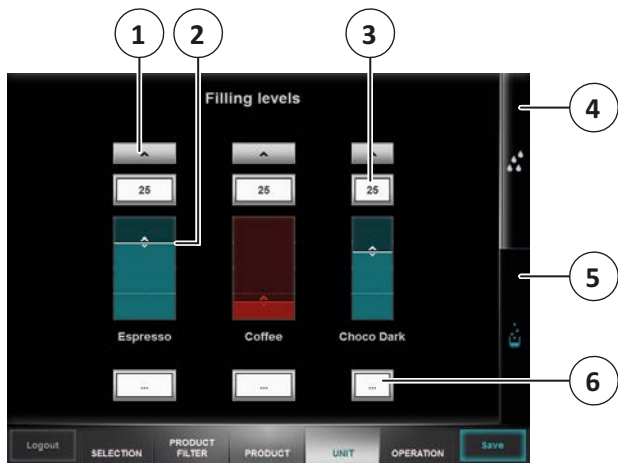 1
2
3
4
5
6
Filling levels
25
25
25
Espresso
Coffee
Choco Dark
...
...
...
Logout
SELECTION
PRODUCT
FILTER
PRODUCT
UNIT
OPERATION
Save